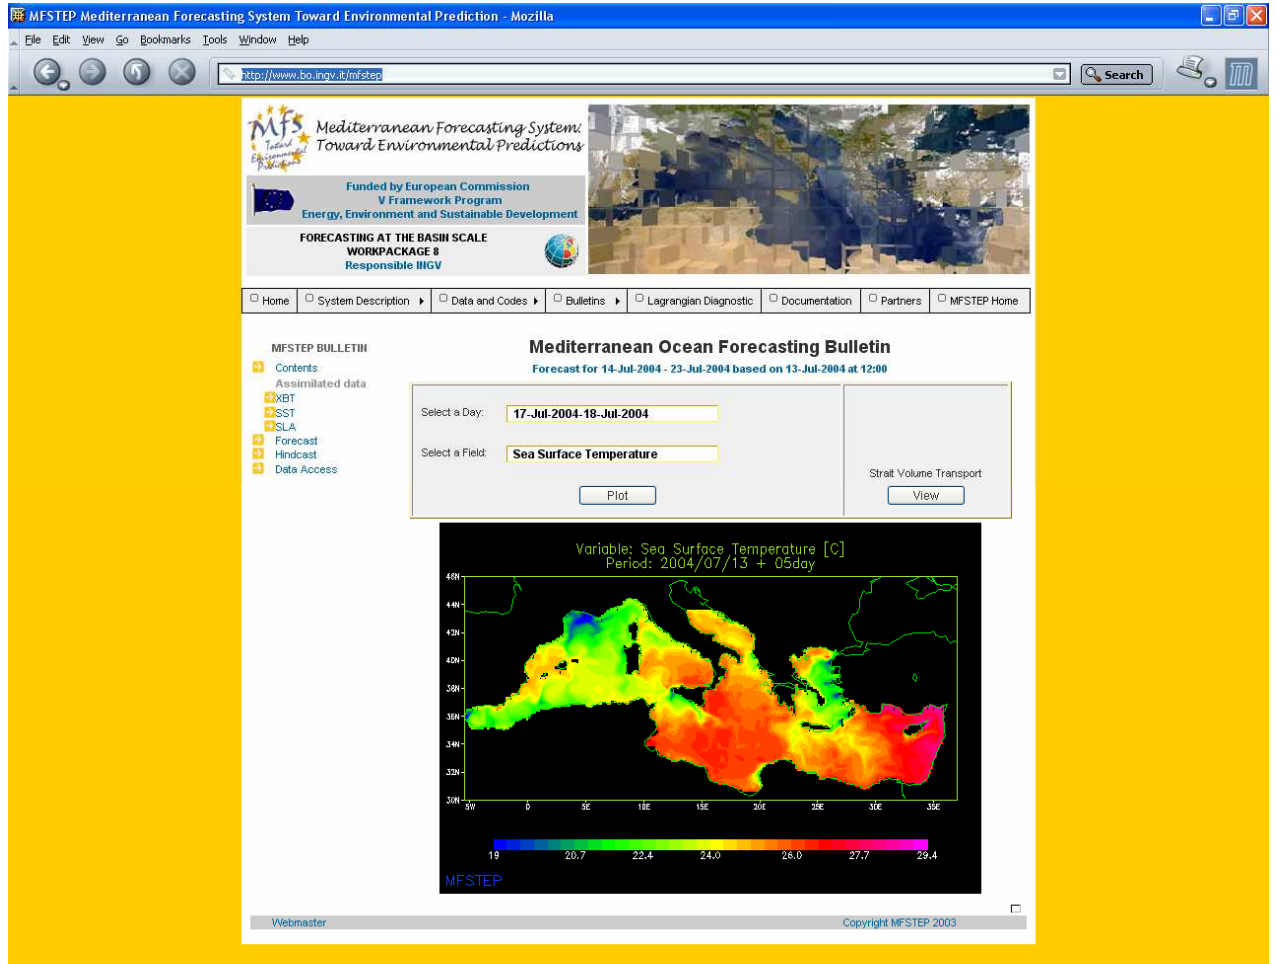 MFSTEP Mediterranean Forecasting System Toward Environmental Prediction - Mozilla
File Edit View Go Bookmarks Tools Window Help
http://www.bo.ingv.it/mfstep
Search
MFS
Toward
Environmental
Predictions
Mediterranean Forecasting System:
Toward Environmental Predictions
Funded by European Commission
V Framework Program
Energy, Environment and Sustainable Development
FORECASTING AT THE BASIN SCALE
WORKPACKAGE 8
Responsible INGV
Home System Description Data and Codes Bulletins Lagrangian Diagnostic Documentation Partners MFSTEP Home
MFSTEP BULLETIN
Contents
Assimilated data
XBT
SST
SLA
Forecast
Hindcast
Data Access
Mediterranean Ocean Forecasting Bulletin
Forecast for 14-Jul-2004 - 23-Jul-2004 based on 13-Jul-2004 at 12:00
Select a Day: 17-Jul-2004-18-Jul-2004
Select a Field: Sea Surface Temperature
Plot
Strait Volume Transport
View
Variable: Sea Surface Temperature [C]
Period: 2004/07/13 + 05day
46N
44N
42N
40N
38N
36N
34N
32N
30N
5W 0 5E 10E 15E 20E 25E 30E 35E
19 20.7 22.4 24.0 26.0 27.7 29.4
MFSTEP
Webmaster Copyright MFSTEP 2003